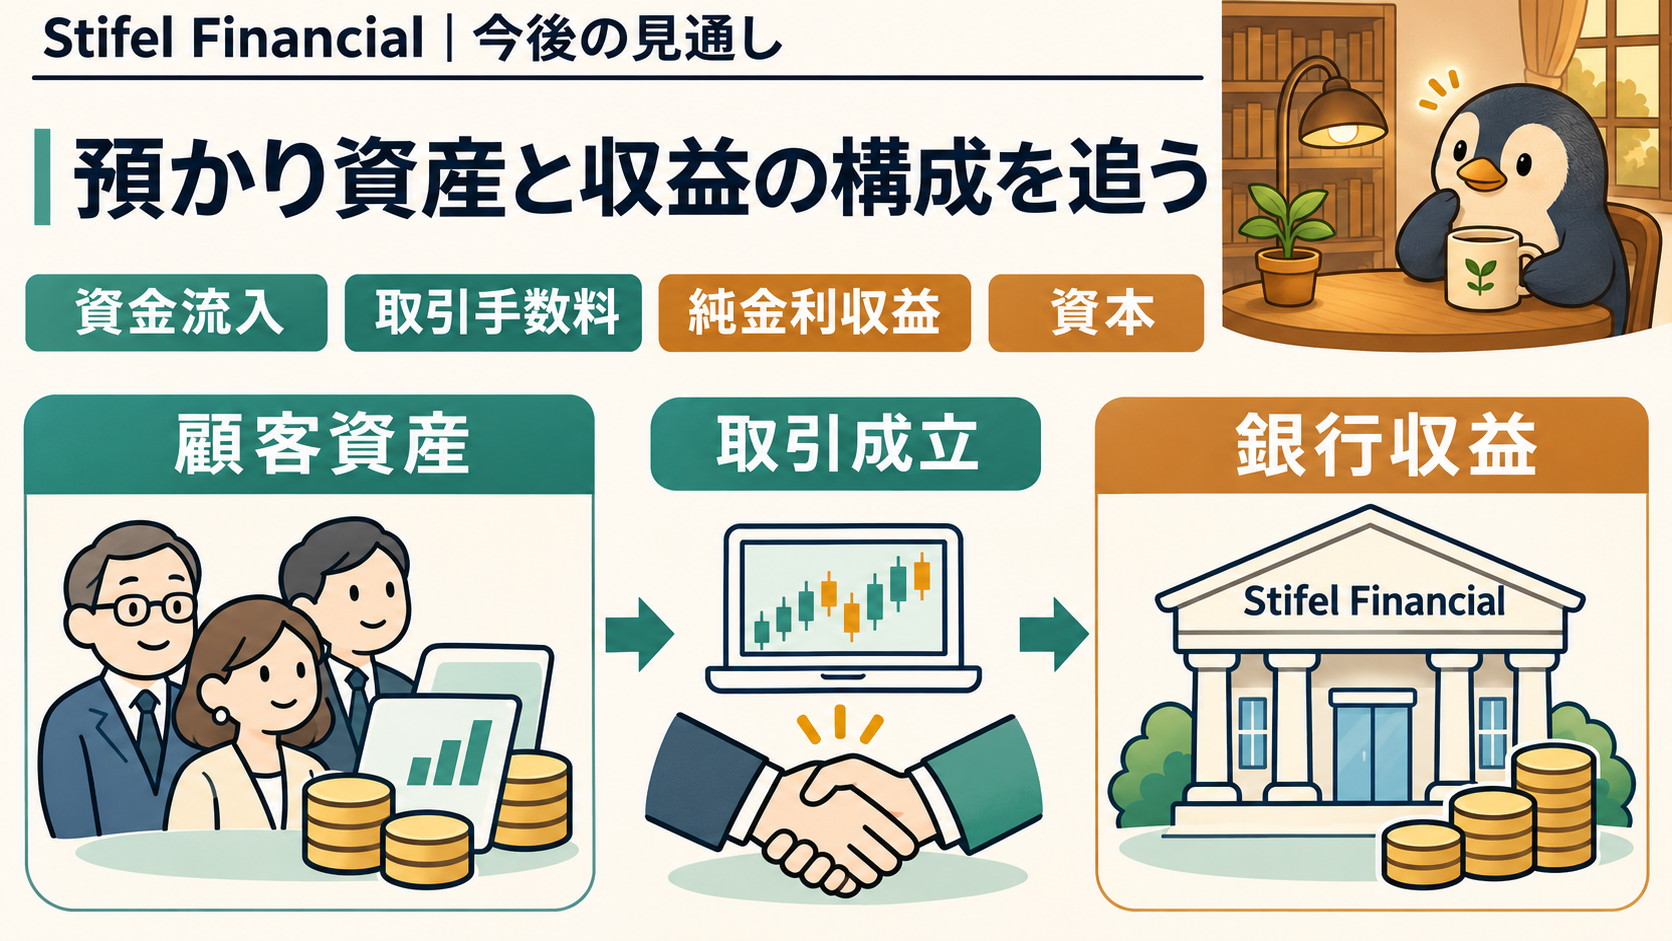 Stifel Financial｜今後の見通し
預かり資産と収益の構成を追う
資金流入
取引手数料
純金利収益
資本
顧客資産
取引成立
銀行収益
Stifel Financial